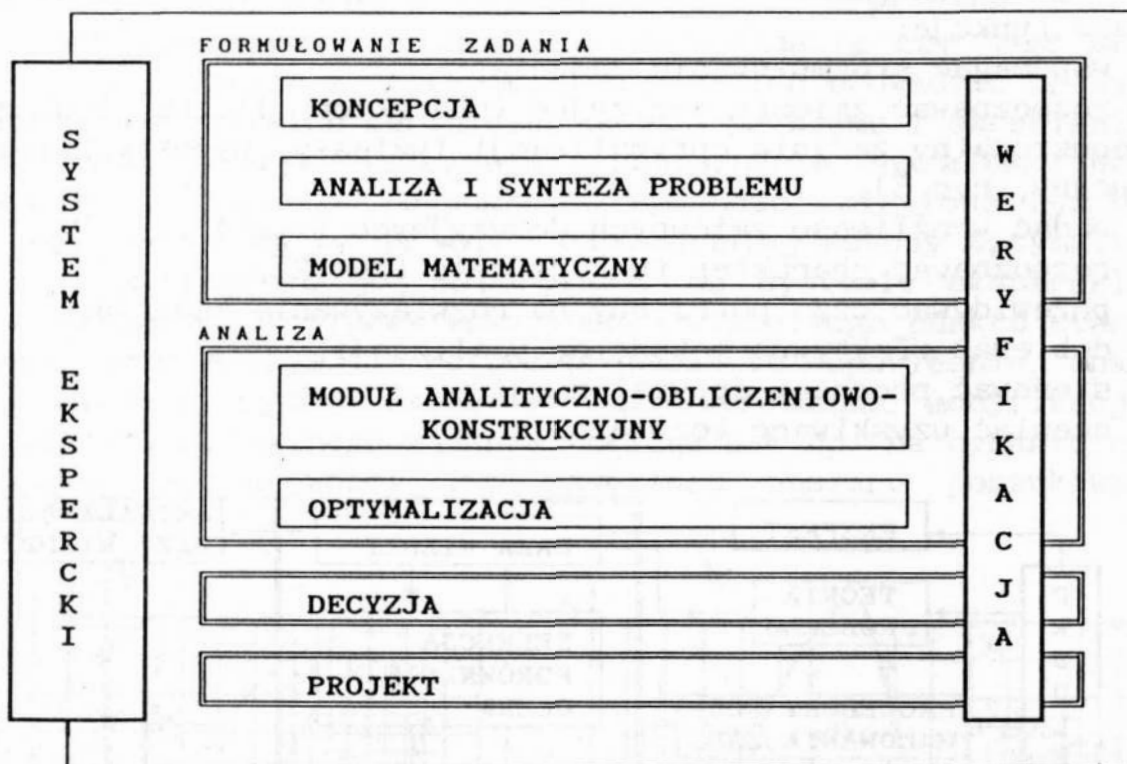 FORMUŁOWANIE ZADANIA
SYSTEM EKSPERCKI
KONCEPCJA
ANALIZA I SYNTEZA PROBLEMU
MODEL MATEMATYCZNY
ANALIZA
MODUŁ ANALITYCZNO-OBLICZENIOWO-
KONSTRUKCYJNY
OPTYMALIZACJA
DECYZJA
PROJEKT
WERYFIKACJA